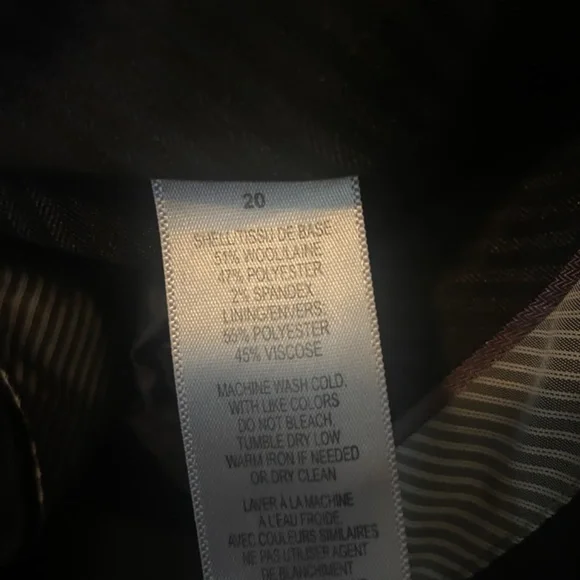 20
SHELL/TISSU DE BASE
51% WOOL/LAINE
47% POLYESTER
2% SPANDEX
LINING/ENVERS
55% POLYESTER
45% VISCOSE
MACHINE WASH COLD.
WITH LIKE COLORS
DO NOT BLEACH.
TUMBLE DRY LOW
WARM IRON IF NEEDED
OR DRY CLEAN
LAVER À LA MACHINE
A L'EAU FROIDE.
AVEC COULEURS SIMILAIRES
NE PAS UTILISER AGENT
DE BLANCHIMENT